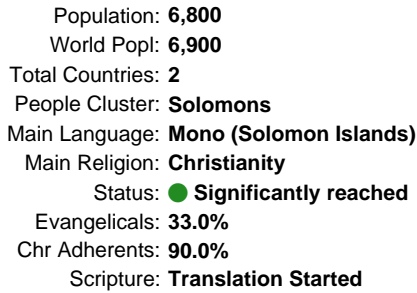 Population: 6,800
World Popl: 6,900
Total Countries: 2
People Cluster: Solomons
Main Language: Mono (Solomon Islands)
Main Religion: Christianity
Status: Significantly reached
Evangelicals: 33.0%
Chr Adherents: 90.0%
Scripture: Translation Started